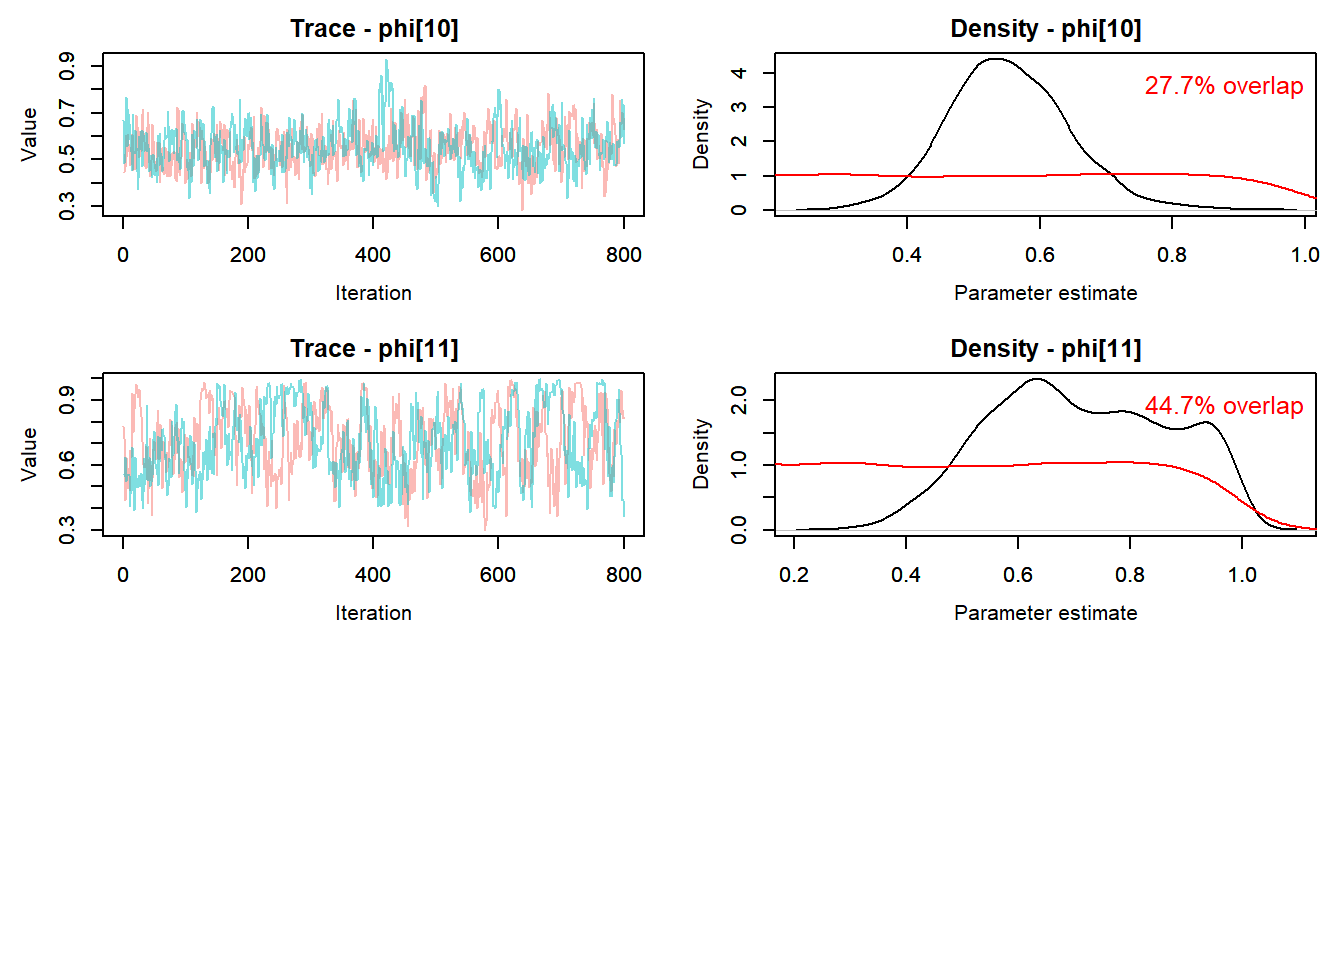 Trace - phi[10]
Value
0.3 0.5 0.7 0.9
0 200 400 600 800
Iteration
Density - phi[10]
27.7% overlap
Density
0 1 2 3 4
0.4 0.6 0.8 1.0
Parameter estimate
Trace - phi[11]
Value
0.3 0.6 0.9
0 200 400 600 800
Iteration
Density - phi[11]
44.7% overlap
Density
0.0 1.0 2.0
0.2 0.4 0.6 0.8 1.0
Parameter estimate